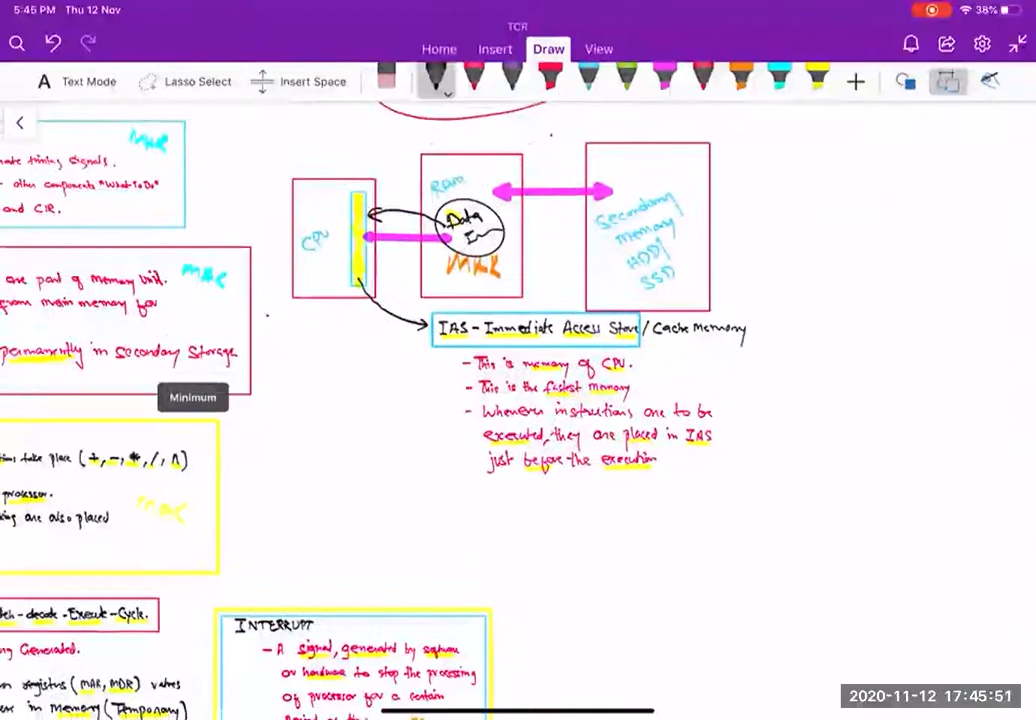 5:45 PM Thu 12 Nov
38%
TCR
Home Insert Draw View
A Text Mode Lasso Select Insert Space
signals.
other components "What-To-Do"
and CIR.
are part of Memory Unit.
from main memory for
permanently in Secondary Storage
Minimum
take place (+, -, *, /, ^)
processor.
are also placed
- decode - Execute - Cycle.
Generated.
registers (MAR, MDR) values
in memory (Temporary)
CPU
Ram
Data
Secondary
Memory
HDD
SSD
IAS - Immediate Access Store / Cache Memory
- This is memory of CPU.
- This is the fastest memory
- Whenever instructions are to be
executed, they are placed in IAS
just before the execution
INTERRUPT
- A signal, generated by software
or hardware to stop the processing
of processor for a certain
2020-11-12 17:45:51